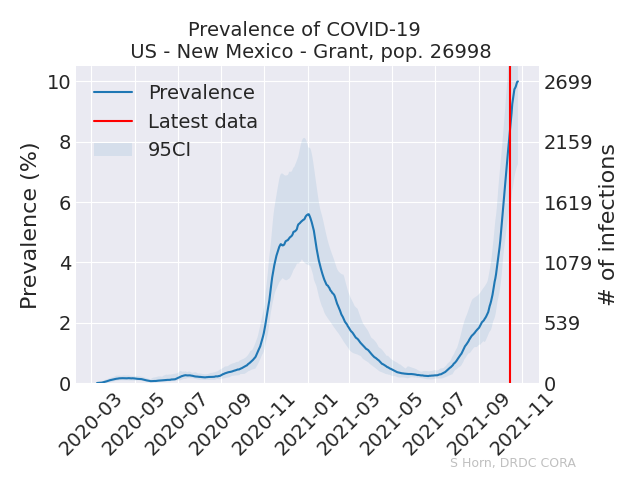 Prevalence of COVID-19
US - New Mexico - Grant, pop. 26998
Prevalence (%)
10
8
6
4
2
0
Prevalence
Latest data
95CI
2699
2159
1619
1079
539
0
# of infections
2020-03
2020-05
2020-07
2020-09
2020-11
2021-01
2021-03
2021-05
2021-07
2021-09
2021-11
S Horn, DRDC CORA